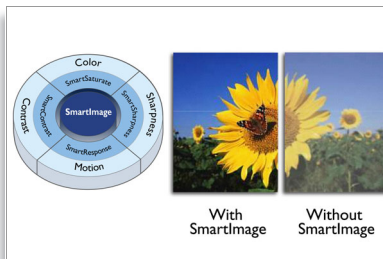 Color
SmartSaturate
Contrast
SmartContrast
SmartImage
SmartSharpness
Sharpness
SmartResponse
Motion
With
SmartImage
Without
SmartImage